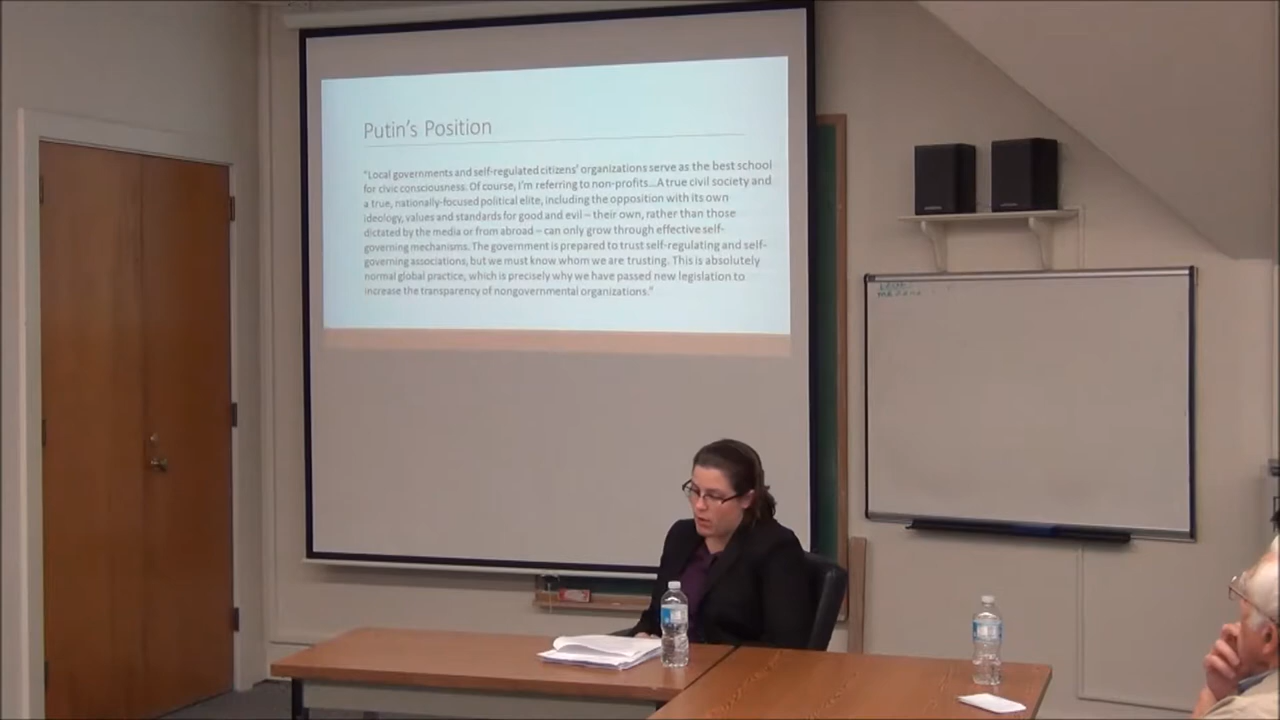 Putin's Position
"Local governments and self-regulated citizens' organizations serve as the best school
for civic consciousness. Of course, I'm referring to non-profits...A true civil society and
a true, nationally-focused political elite, including the opposition with its own
ideology, values and standards for good and evil – their own, rather than those
dictated by the media or from abroad – can only grow through effective self-
governing mechanisms. The government is prepared to trust self-regulating and self-
governing associations, but we must know whom we are trusting. This is absolutely
normal global practice, which is precisely why we have passed new legislation to
increase the transparency of nongovernmental organizations."